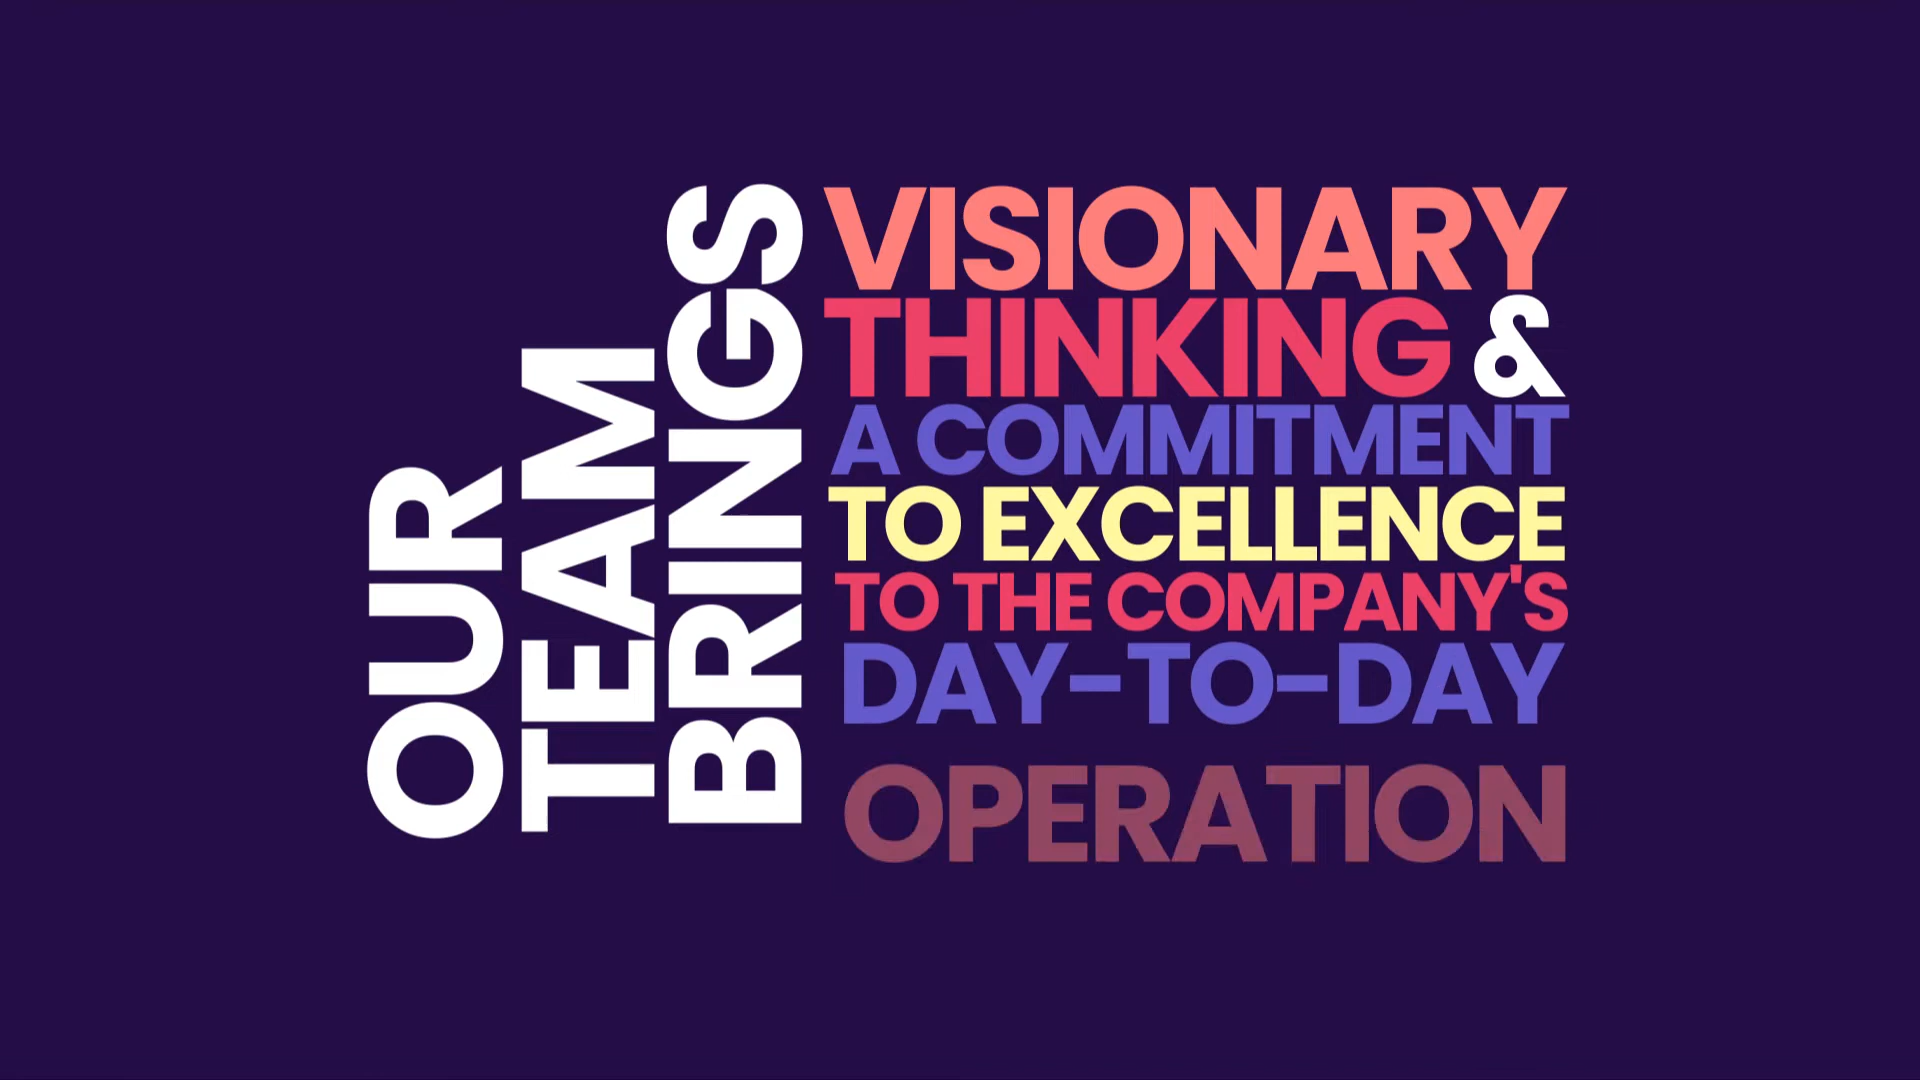 OUR
TEAM
BRINGS
VISIONARY
THINKING &
A COMMITMENT
TO EXCELLENCE
TO THE COMPANY'S
DAY-TO-DAY
OPERATION